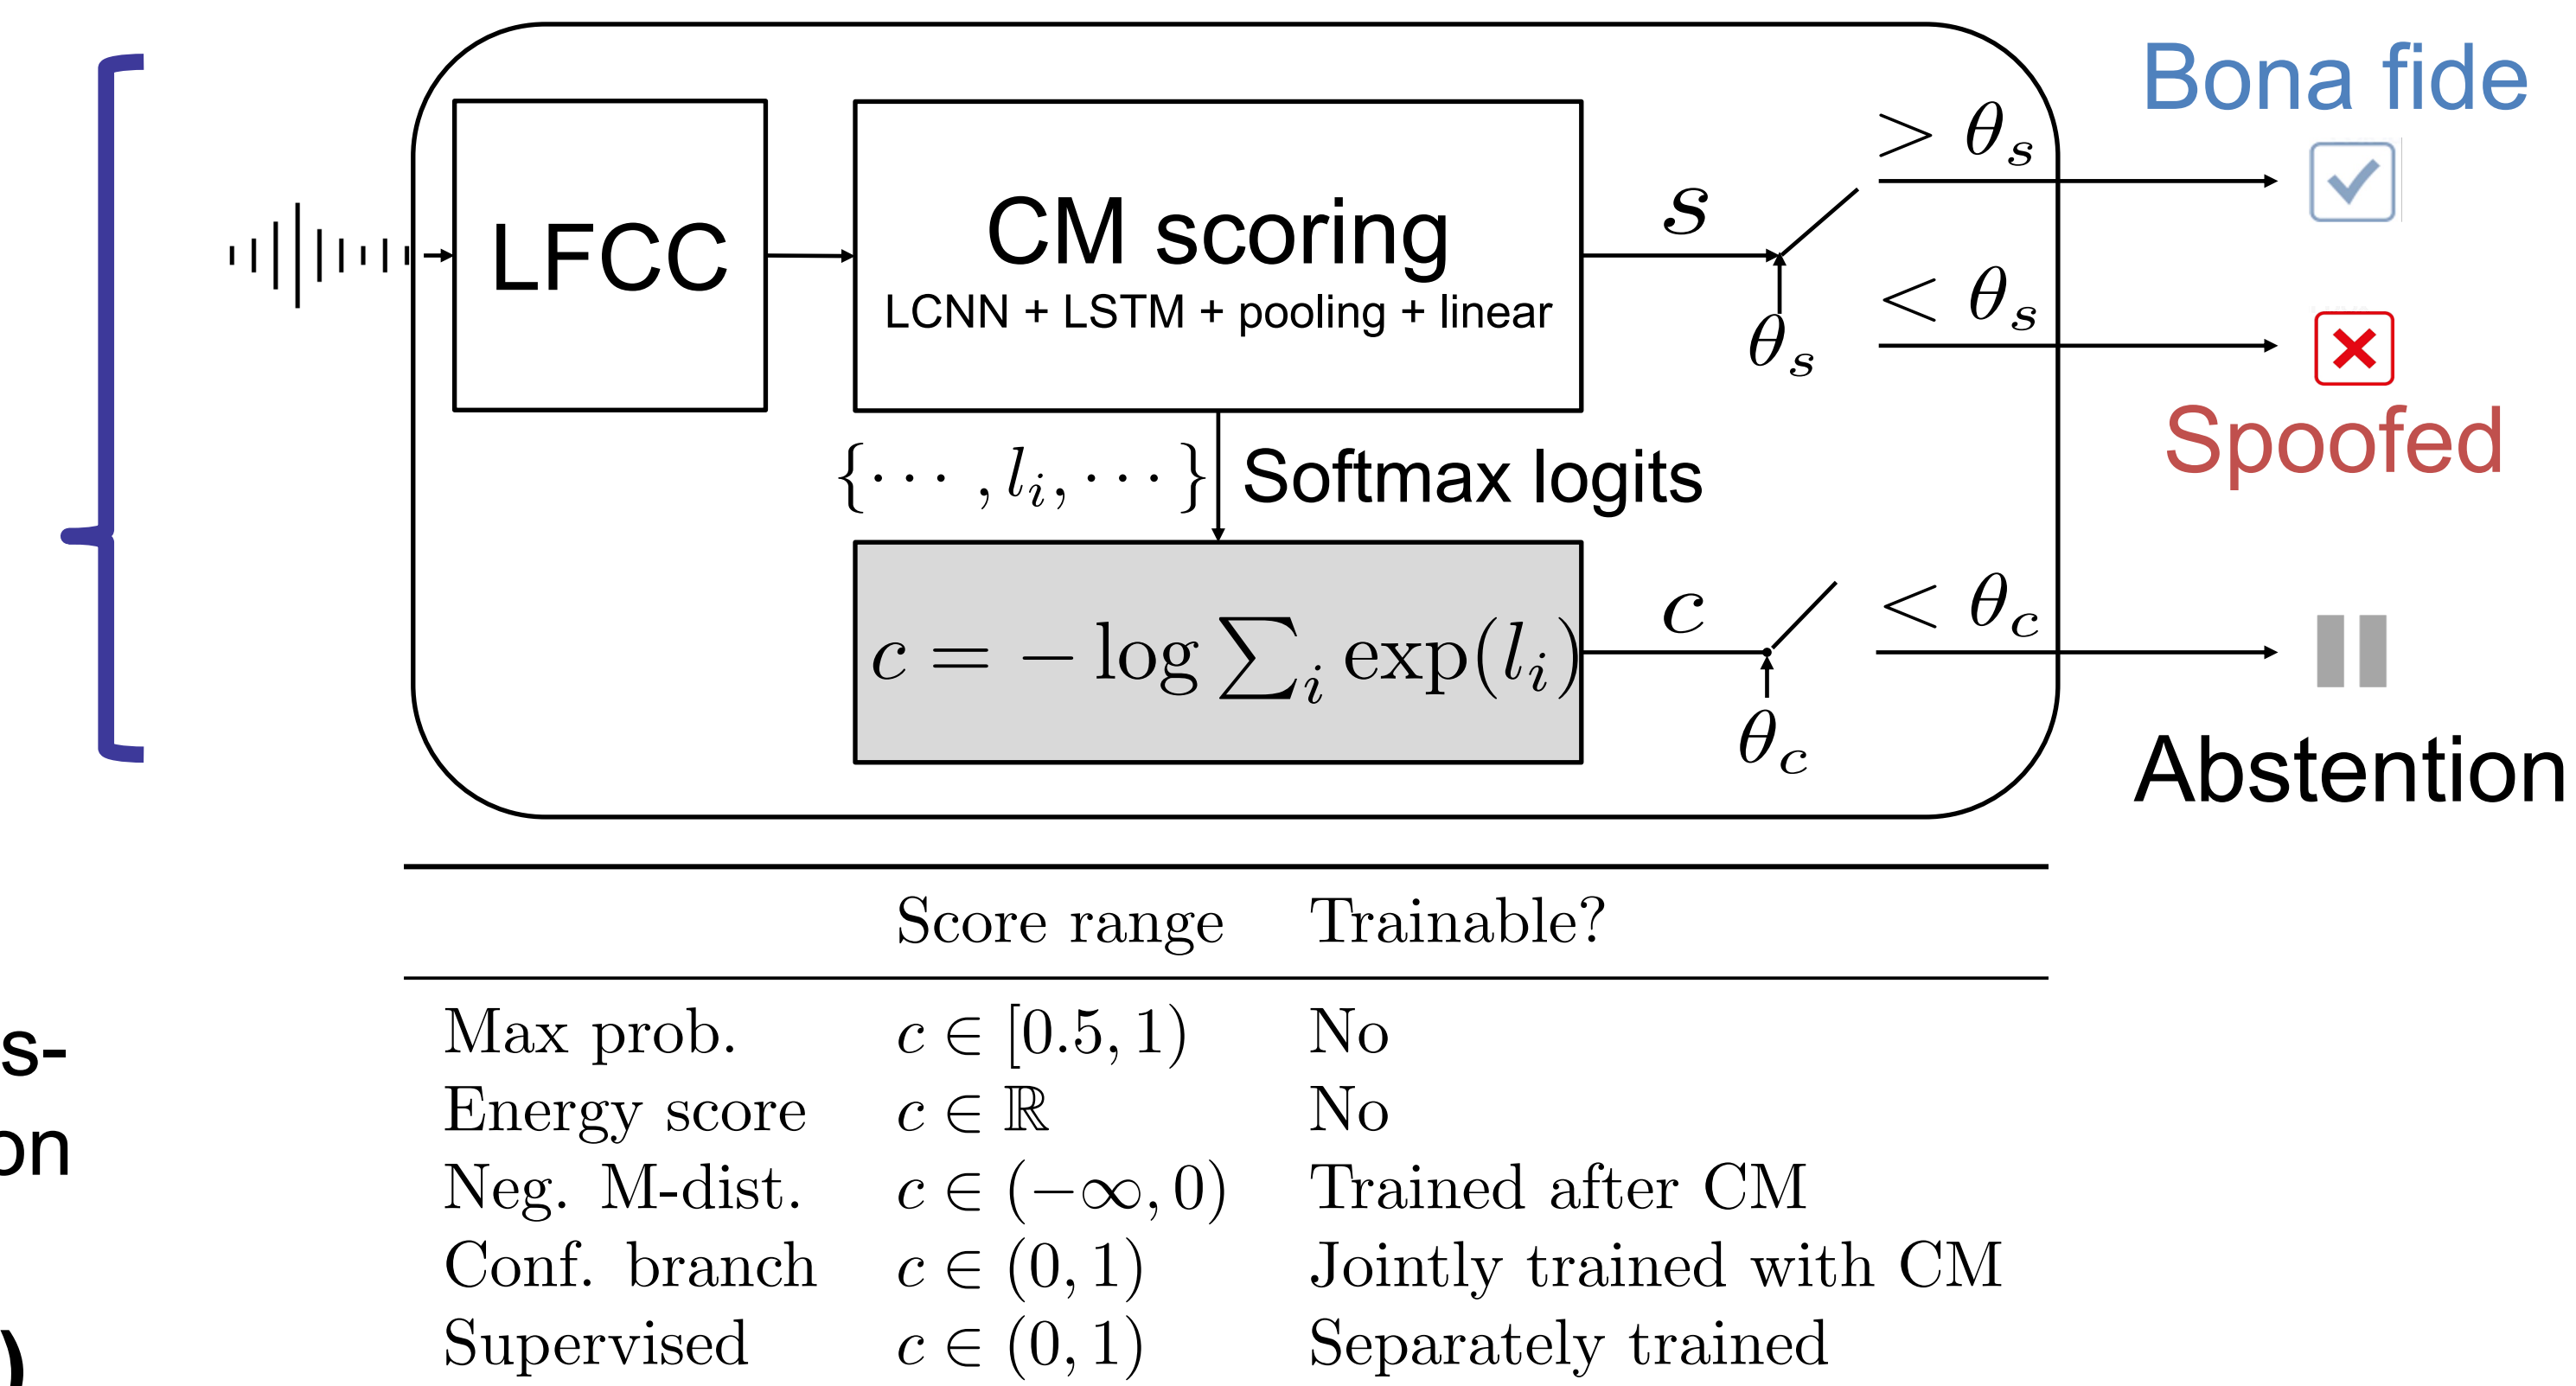 Bona fide
> θ_s
LFCC
CM scoring
LCNN + LSTM + pooling + linear
s
θ_s
< θ_s
Spoofed
{⋯ , l_i, ⋯}
Softmax logits
c = − log ∑_i exp(l_i)
c
θ_c
< θ_c
Abstention
Score range Trainable?
Max prob. c ∈ [0.5, 1) No
Energy score c ∈ ℝ No
Neg. M-dist. c ∈ (−∞, 0) Trained after CM
Conf. branch c ∈ (0, 1) Jointly trained with CM
Supervised c ∈ (0, 1) Separately trained
s-
on
)